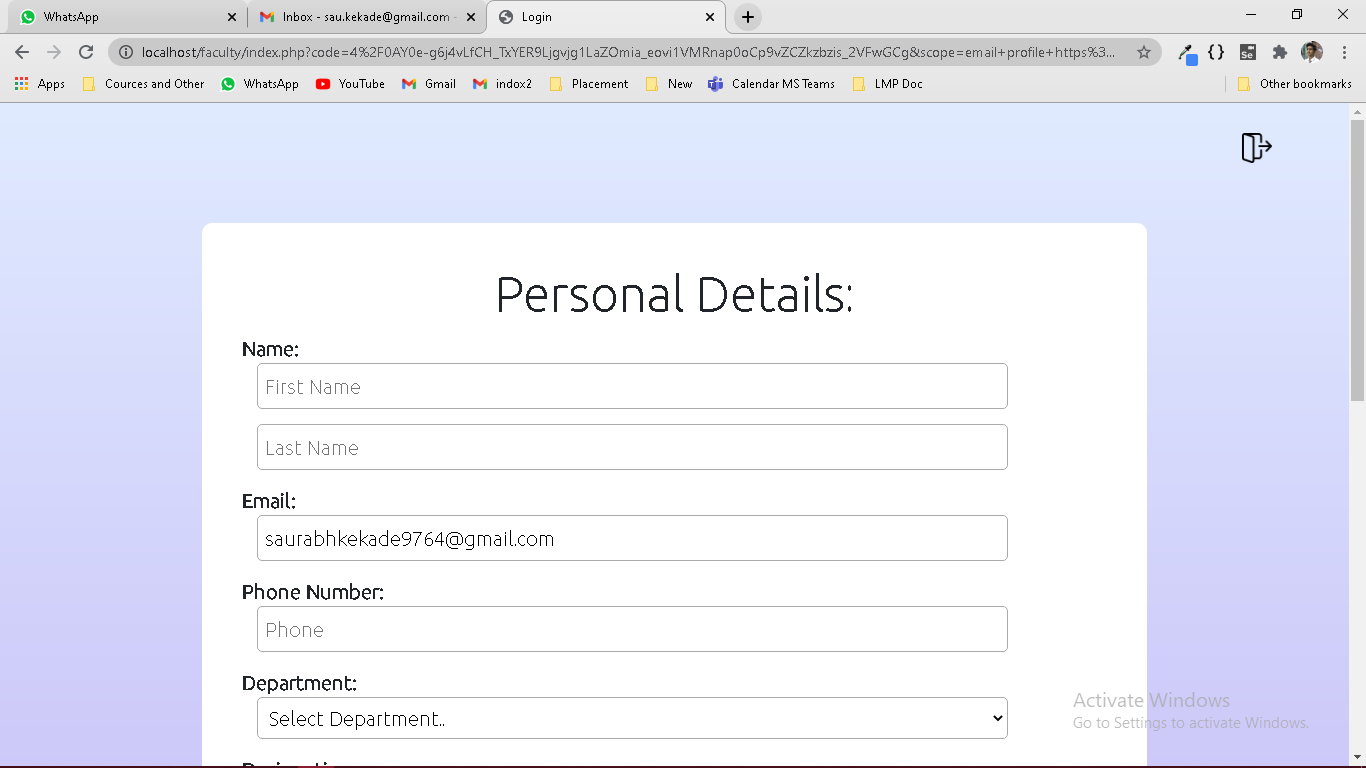 WhatsApp
Inbox - sau.kekade@gmail.com -
Login
localhost/faculty/index.php?code=4%2F0AY0e-g6j4vLfCH_TxYER9Ljgvjg1LaZOmia_eovi1VMRnap0oCp9vZCZkzbzis_2VFwGCg&scope=email+profile+https%3...
Se
Apps
Cources and Other
WhatsApp
YouTube
Gmail
indox2
Placement
New
Calendar MS Teams
LMP Doc
Other bookmarks
Personal Details:
Name:
First Name
Last Name
Email:
saurabhkekade9764@gmail.com
Phone Number:
Phone
Department:
Select Department..
Activate Windows
Go to Settings to activate Windows.